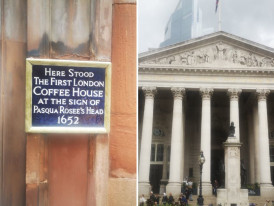 Here Stood
The First London
Coffee House
at the sign of
Pasqua Rosee's Head
1652